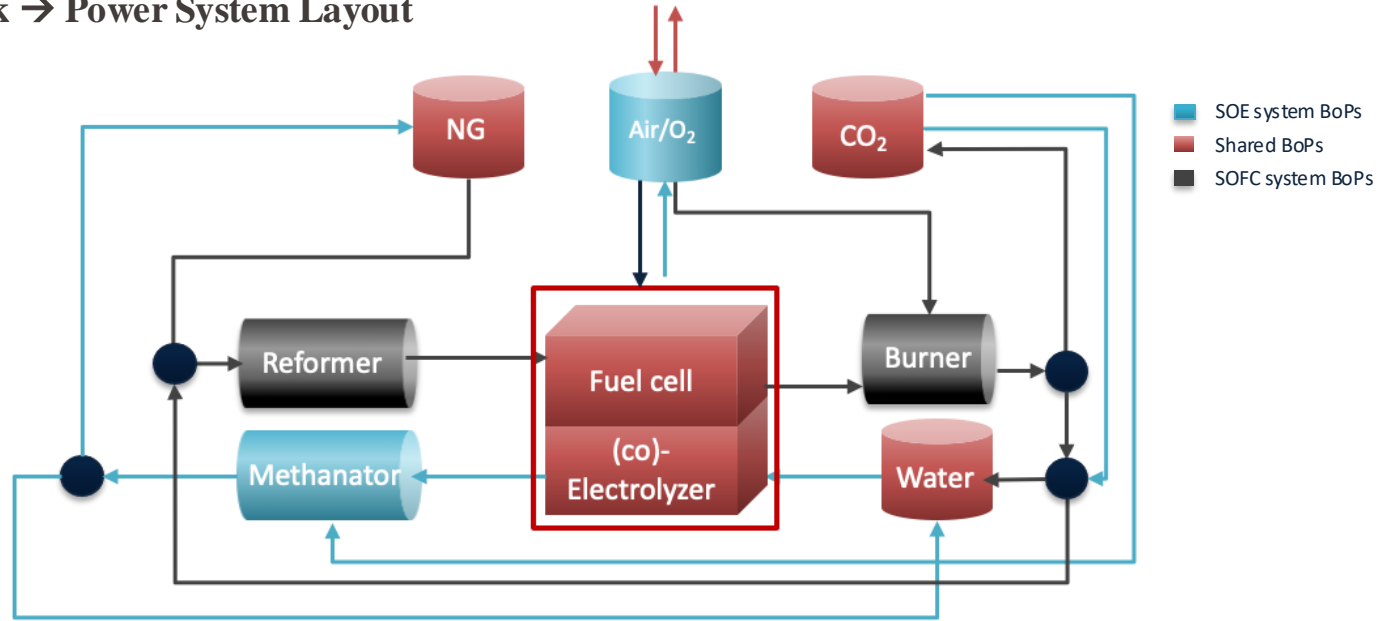 → Power System Layout
NG
Air/O₂
CO₂
SOE system BoPs
Shared BoPs
SOFC system BoPs
Reformer
Fuel cell
Burner
Methanator
(co)-
Electrolyzer
Water